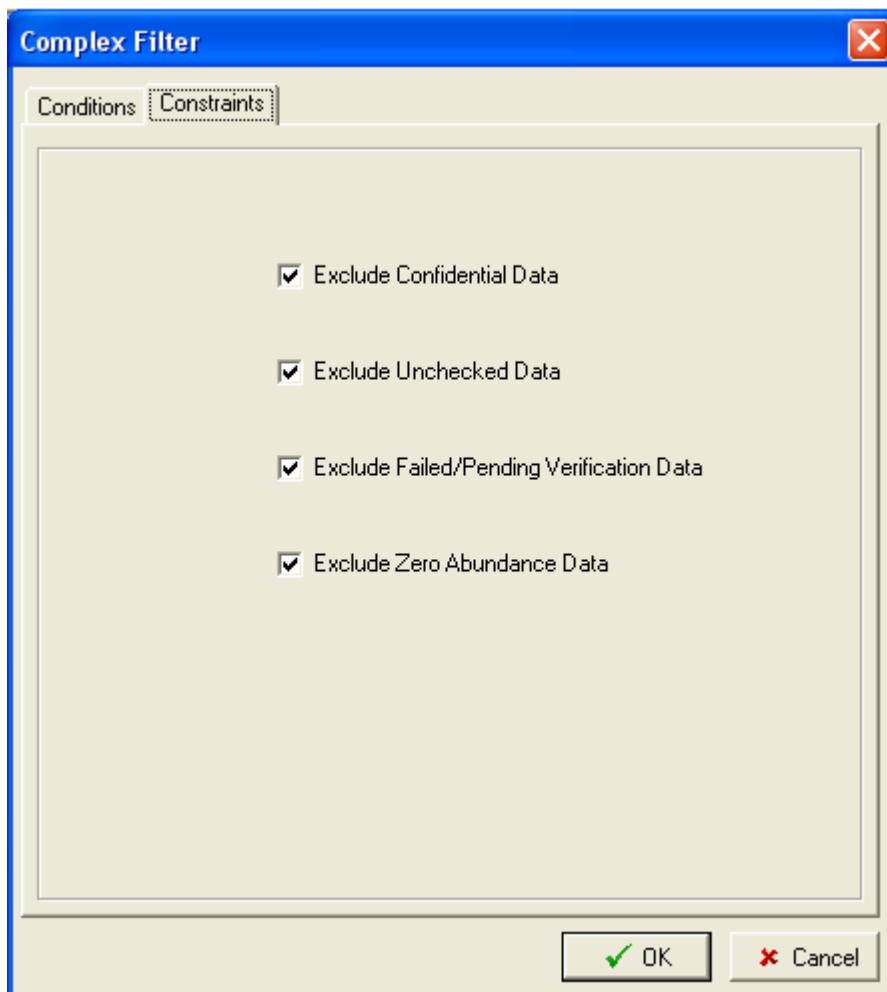 Complex Filter
Conditions Constraints
Exclude Confidential Data
Exclude Unchecked Data
Exclude Failed/Pending Verification Data
Exclude Zero Abundance Data
OK Cancel